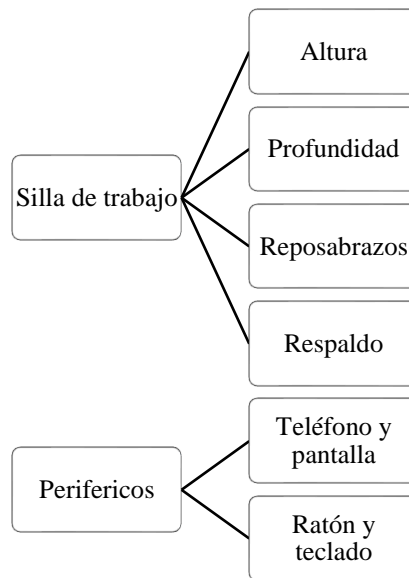 Silla de trabajo
Altura
Profundidad
Reposabrazos
Respaldo
Perifericos
Teléfono y
pantalla
Ratón y
teclado